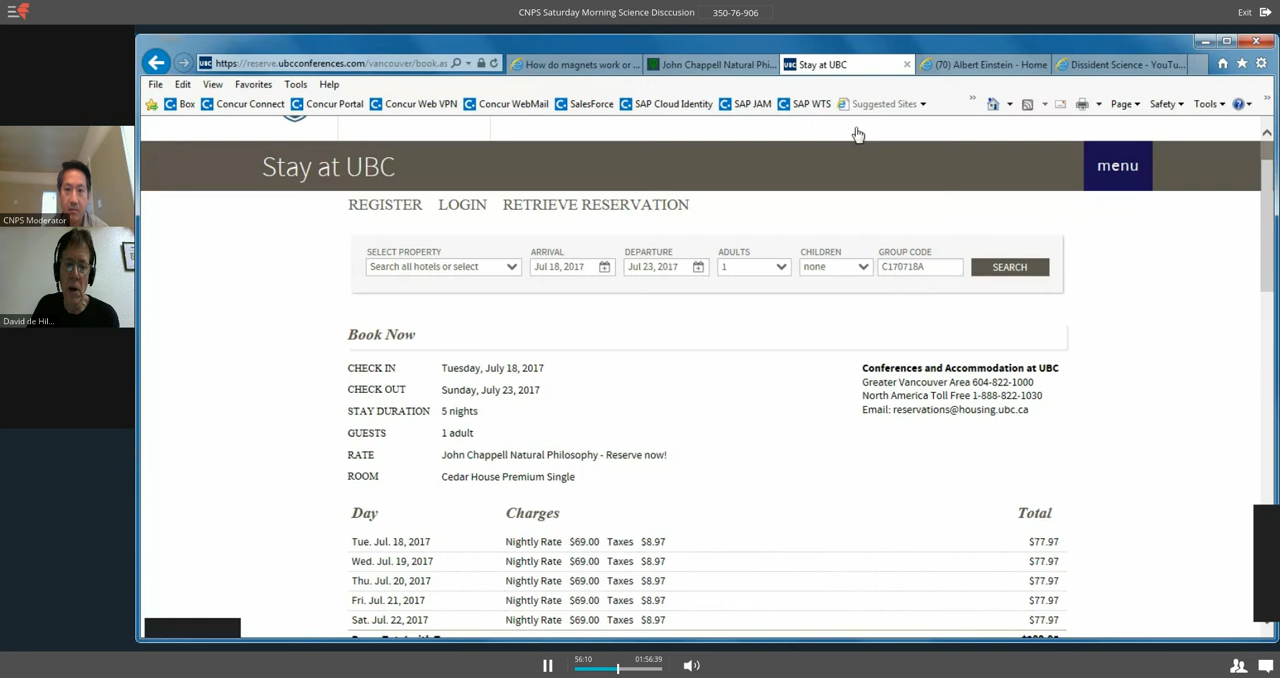 CNPS Saturday Morning Science Disccusion 350-76-906 Exit
UBC https://reserve.ubcconferences.com/vancouver/book.as
How do magnets work or ...
John Chappell Natural Phi...
UBC Stay at UBC
(70) Albert Einstein - Home
Dissident Science - YouTu...
File Edit View Favorites Tools Help
Box Concur Connect Concur Portal Concur Web VPN Concur WebMail SalesForce SAP Cloud Identity SAP JAM SAP WTS Suggested Sites Page Safety Tools
Stay at UBC menu
REGISTER LOGIN RETRIEVE RESERVATION
SELECT PROPERTY ARRIVAL DEPARTURE ADULTS CHILDREN GROUP CODE
Search all hotels or select Jul 18, 2017 Jul 23, 2017 1 none C170718A SEARCH
Book Now
CHECK IN Tuesday, July 18, 2017
CHECK OUT Sunday, July 23, 2017
STAY DURATION 5 nights
GUESTS 1 adult
RATE John Chappell Natural Philosophy - Reserve now!
ROOM Cedar House Premium Single
Conferences and Accommodation at UBC
Greater Vancouver Area 604-822-1000
North America Toll Free 1-888-822-1030
Email: reservations@housing.ubc.ca
Day Charges Total
Tue. Jul. 18, 2017 Nightly Rate $69.00 Taxes $8.97 $77.97
Wed. Jul. 19, 2017 Nightly Rate $69.00 Taxes $8.97 $77.97
Thu. Jul. 20, 2017 Nightly Rate $69.00 Taxes $8.97 $77.97
Fri. Jul. 21, 2017 Nightly Rate $69.00 Taxes $8.97 $77.97
Sat. Jul. 22, 2017 Nightly Rate $69.00 Taxes $8.97 $77.97
CNPS Moderator
David de Hil...
56:10 01:56:39